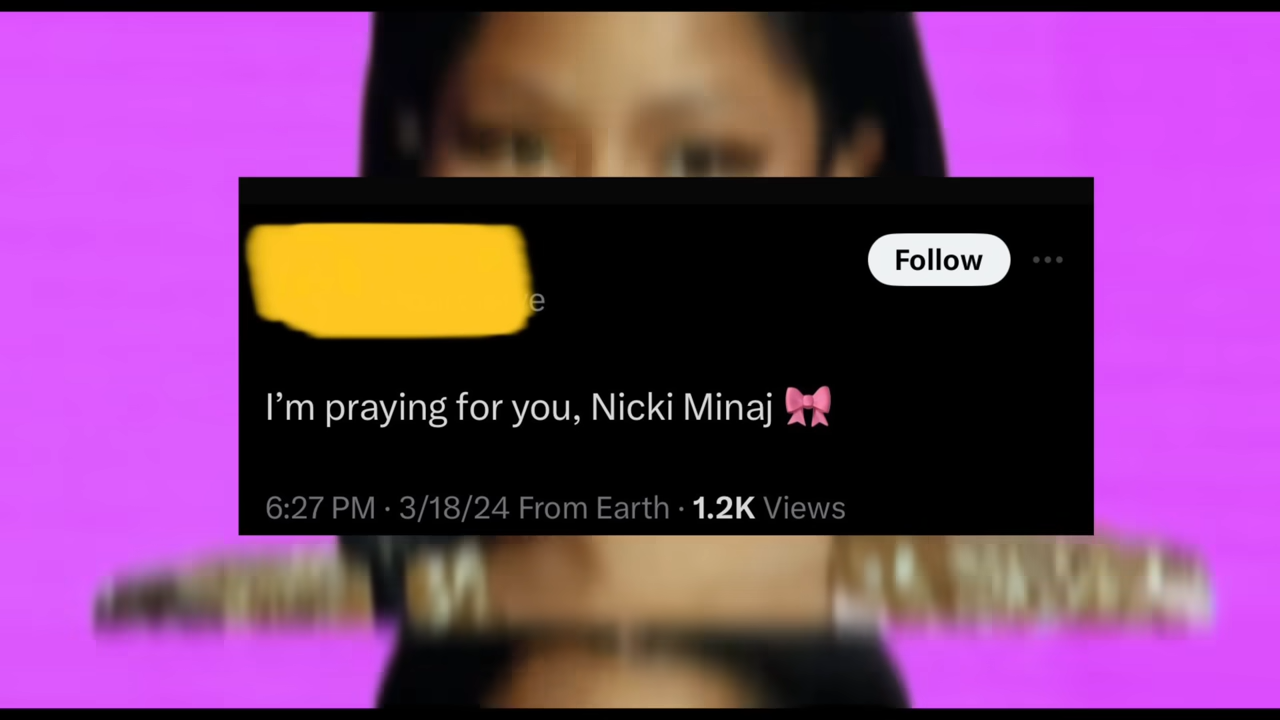 Follow
e
I’m praying for you, Nicki Minaj 🎀
6:27 PM · 3/18/24 From Earth · 1.2K Views